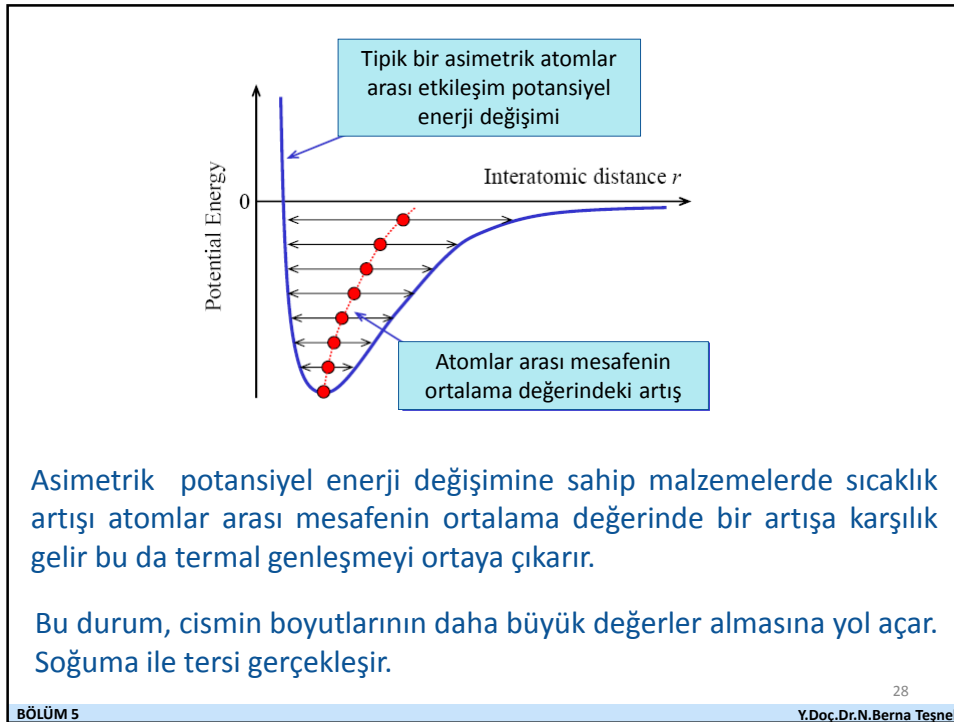 Tipik bir asimetrik atomlar
arası etkileşim potansiyel
enerji değişimi
Interatomic distance r
0
Potential Energy
Atomlar arası mesafenin
ortalama değerindeki artış
Asimetrik potansiyel enerji değişimine sahip malzemelerde sıcaklık
artışı atomlar arası mesafenin ortalama değerinde bir artışa karşılık
gelir bu da termal genleşmeyi ortaya çıkarır.
Bu durum, cismin boyutlarının daha büyük değerler almasına yol açar.
Soğuma ile tersi gerçekleşir.
28
BÖLÜM 5
Y.Doç.Dr.N.Berna Teşnel